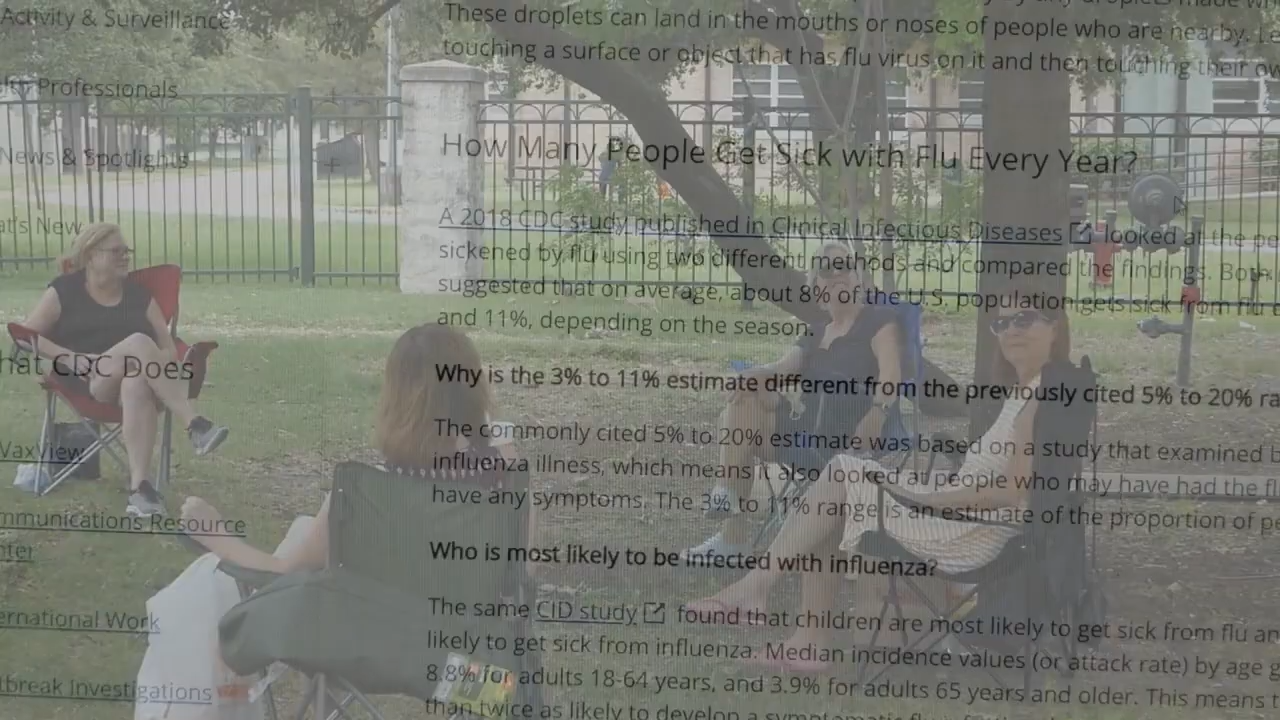 Activity & Surveillance
Professionals
News & Spotlights
What's New
What CDC Does
VaxView
Communications Resource
Center
International Work
Outbreak Investigations
These droplets can land in the mouths or noses of people who are nearby.
touching a surface or object that has flu virus on it and then touching their
How Many People Get Sick with Flu Every Year?
A 2018 CDC study published in Clinical Infectious Diseases looked at the
sickened by flu using two different methods and compared the findings. Both
suggested that on average, about 8% of the U.S. population gets sick from flu
and 11%, depending on the season.
Why is the 3% to 11% estimate different from the previously cited 5% to 20%
The commonly cited 5% to 20% estimate was based on a study that examined
influenza illness, which means it also looked at people who may have had the
have any symptoms. The 3% to 11% range is an estimate of the proportion of
Who is most likely to be infected with influenza?
The same CID study found that children are most likely to get sick from flu
likely to get sick from influenza. Median incidence values (or attack rate) by age
8.8% for adults 18-64 years, and 3.9% for adults 65 years and older. This means
than twice as likely to develop a